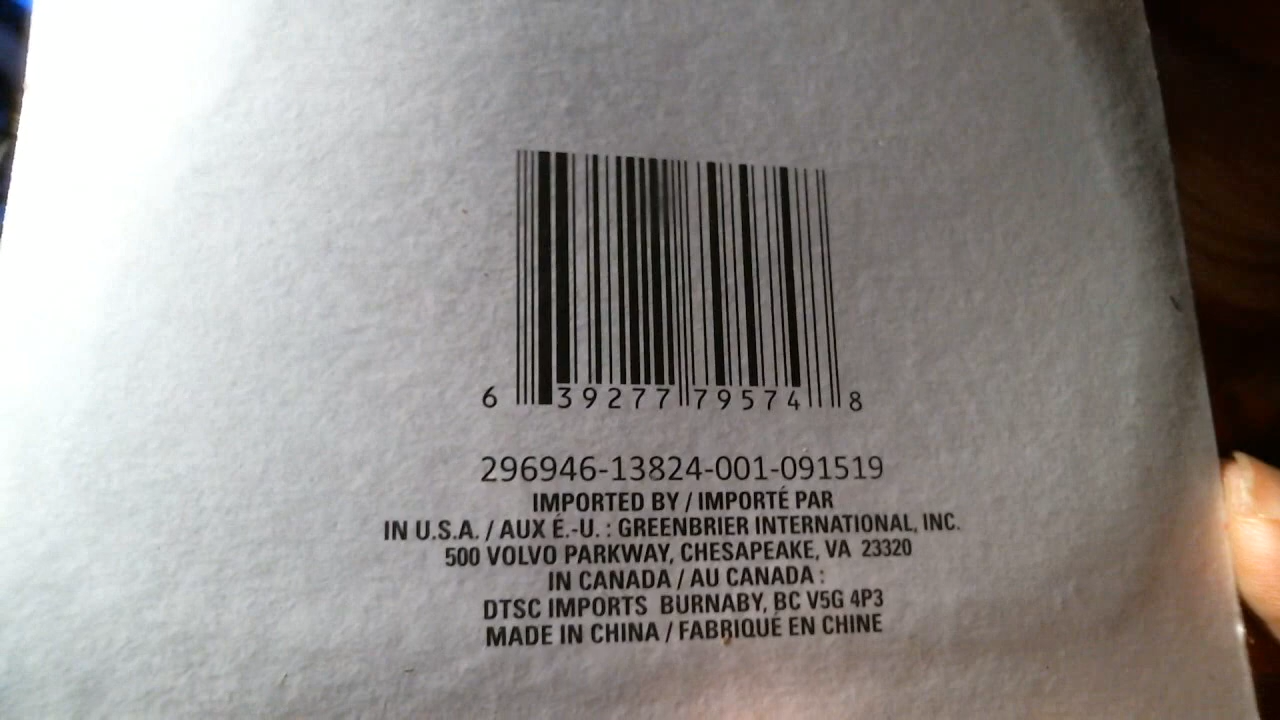 6 39277 79574 8
296946-13824-001-091519
IMPORTED BY / IMPORTÉ PAR
IN U.S.A. / AUX É.-U. : GREENBRIER INTERNATIONAL, INC.
500 VOLVO PARKWAY, CHESAPEAKE, VA 23320
IN CANADA / AU CANADA :
DTSC IMPORTS BURNABY, BC V5G 4P3
MADE IN CHINA / FABRIQUÉ EN CHINE